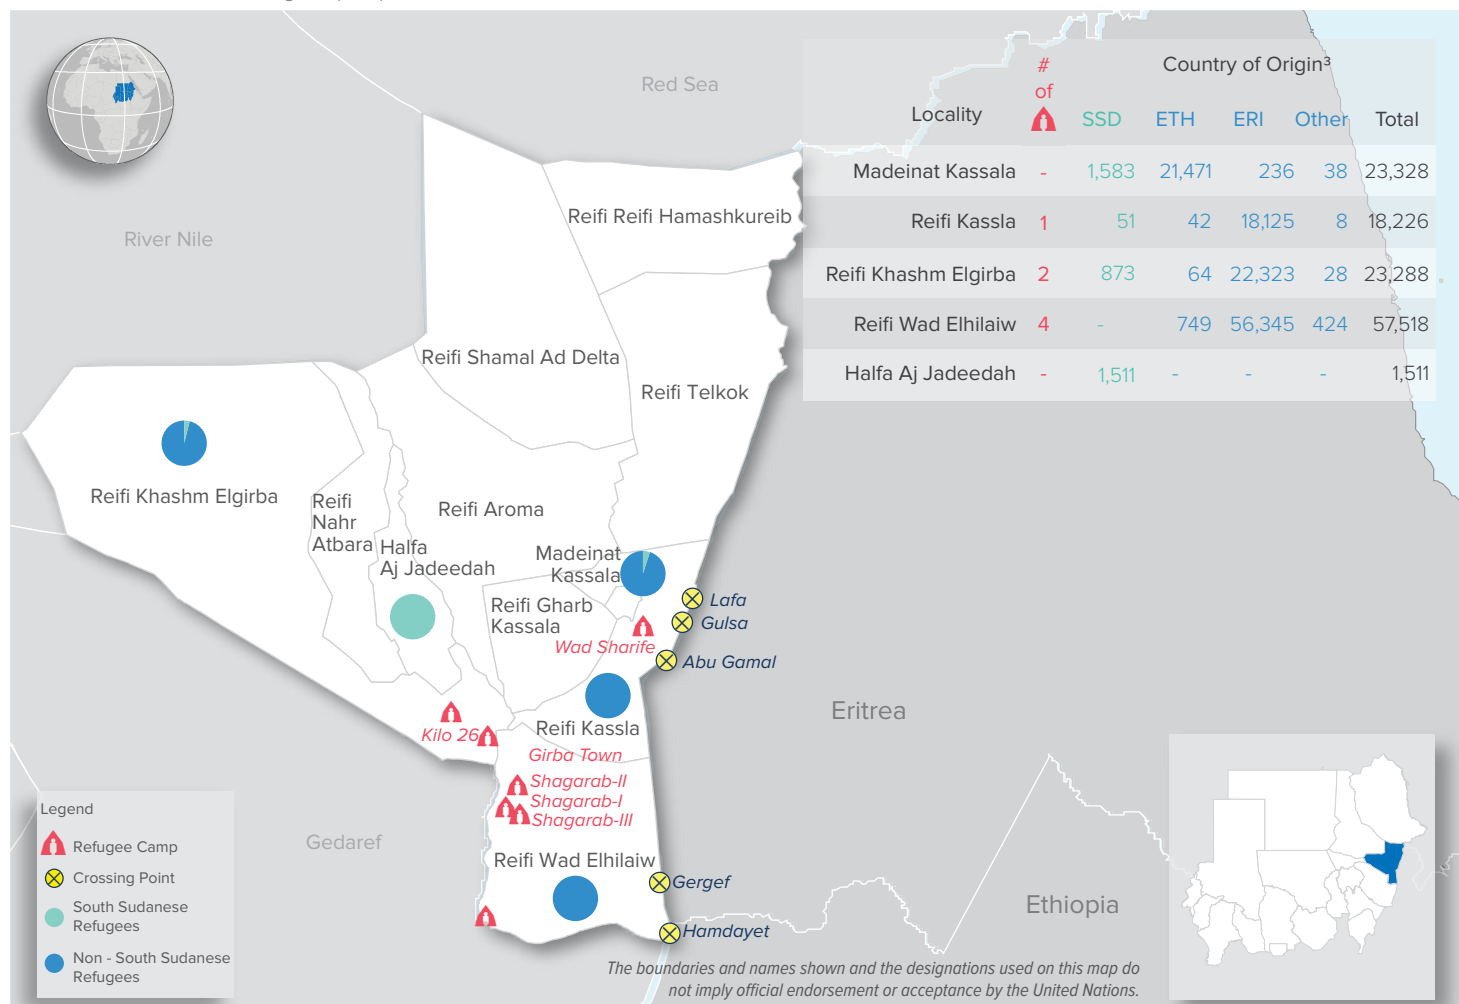 Red Sea
River Nile
# of
Country of Origin³
Locality SSD ETH ERI Other Total
Madeinat Kassala - 1,583 21,471 236 38 23,328
Reifi Kassla 1 51 42 18,125 8 18,226
Reifi Khashm Elgirba 2 873 64 22,323 28 23,288
Reifi Wad Elhilaiw 4 - 749 56,345 424 57,518
Halfa Aj Jadeedah - 1,511 - - - 1,511
Reifi Reifi Hamashkureib
Reifi Shamal Ad Delta
Reifi Telkok
Reifi Khashm Elgirba
Reifi
Nahr
Atbara
Reifi Aroma
Halfa
Aj Jadeedah
Madeinat
Kassala
Reifi Gharb
Kassala
Lafa
Gulsa
Wad Sharife
Abu Gamal
Eritrea
Reifi Kassla
Kilo 26
Girba Town
Shagarab-II
Shagarab-I
Shagarab-III
Gedaref
Reifi Wad Elhilaiw
Gergef
Ethiopia
Hamdayet
Legend
Refugee Camp
Crossing Point
South Sudanese
Refugees
Non - South Sudanese
Refugees
The boundaries and names shown and the designations used on this map do
not imply official endorsement or acceptance by the United Nations.